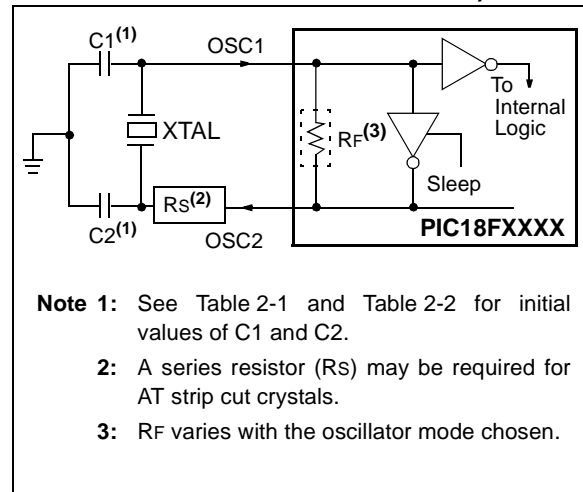 C1(1)
OSC1
To
Internal
Logic
XTAL
RF(3)
Sleep
RS(2)
C2(1)
OSC2
PIC18FXXXX
Note 1: See Table 2-1 and Table 2-2 for initial
values of C1 and C2.
2: A series resistor (RS) may be required for
AT strip cut crystals.
3: RF varies with the oscillator mode chosen.